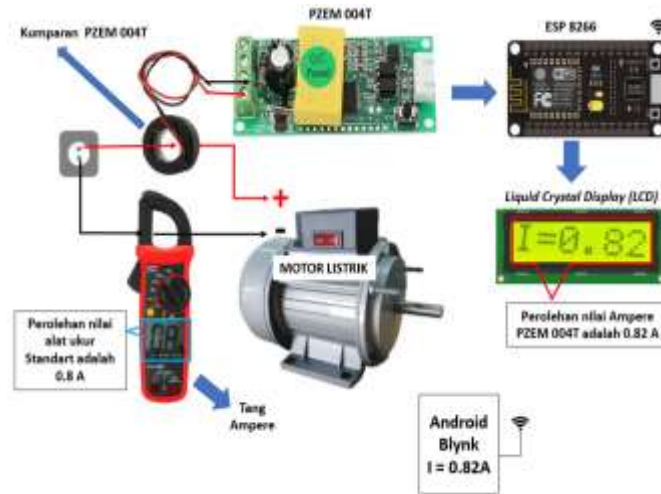 PZEM 004T
Kumparan PZEM 004T
ESP 8266
Liquid Crystal Display (LCD)
I=0.82
+
-
MOTOR LISTRIK
Perolehan nilai
alat ukur
Standart adalah
0.8 A
Perolehan nilai Ampere
PZEM 004T adalah 0.82 A
Tang
Ampere
Android
Blynk
I = 0.82A